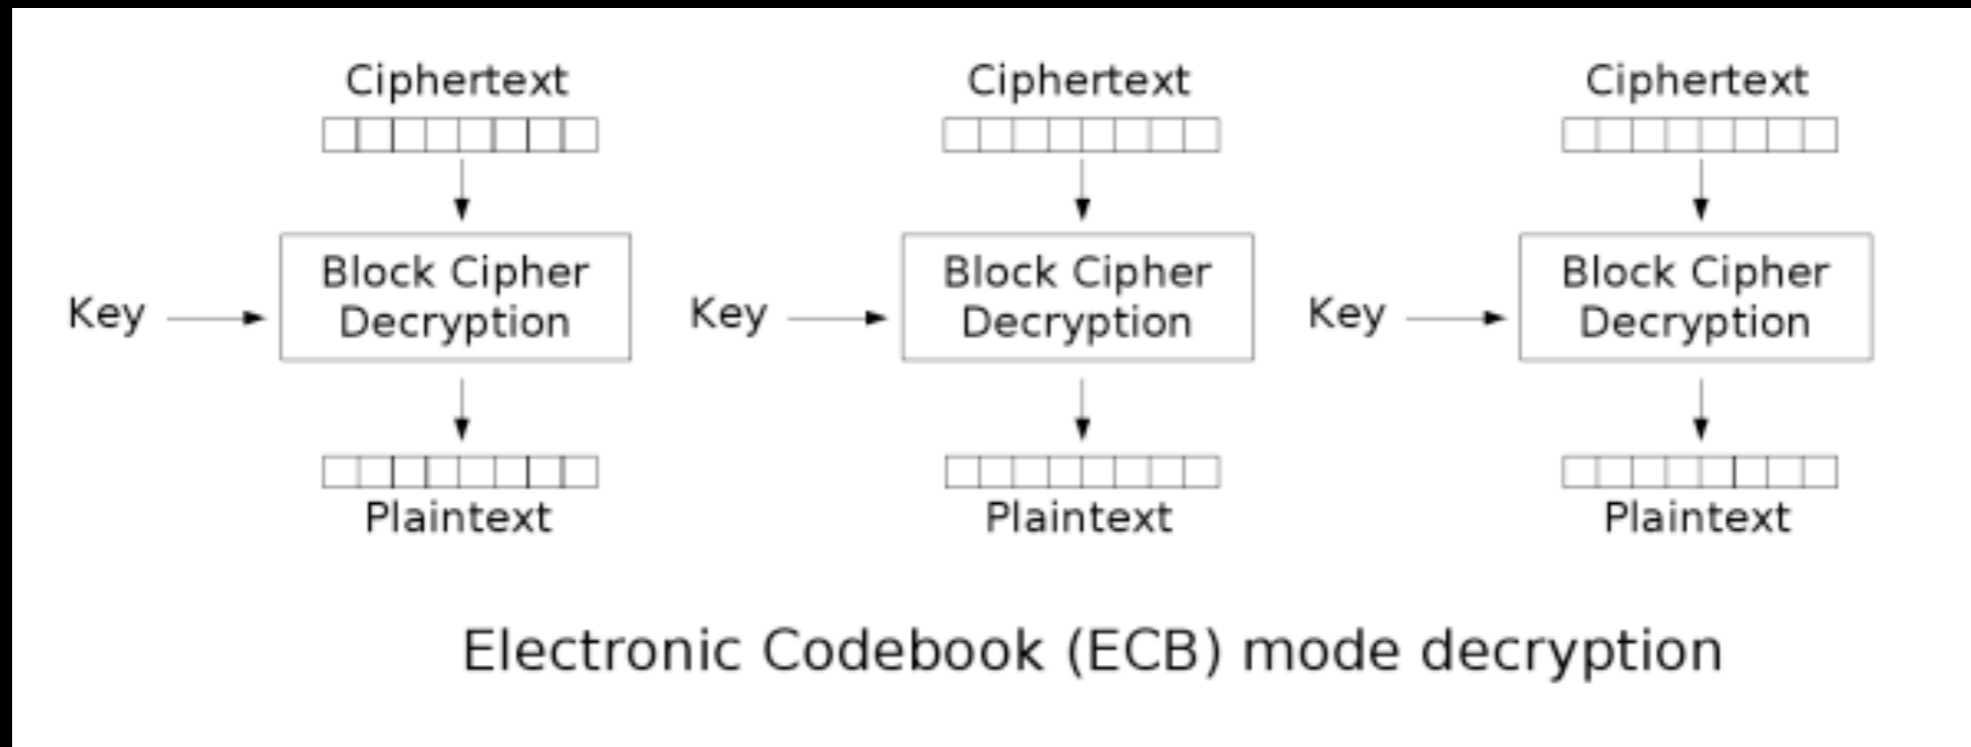 Ciphertext
Ciphertext
Ciphertext
Block Cipher
Decryption
Block Cipher
Decryption
Block Cipher
Decryption
Key
Key
Key
Plaintext
Plaintext
Plaintext
Electronic Codebook (ECB) mode decryption